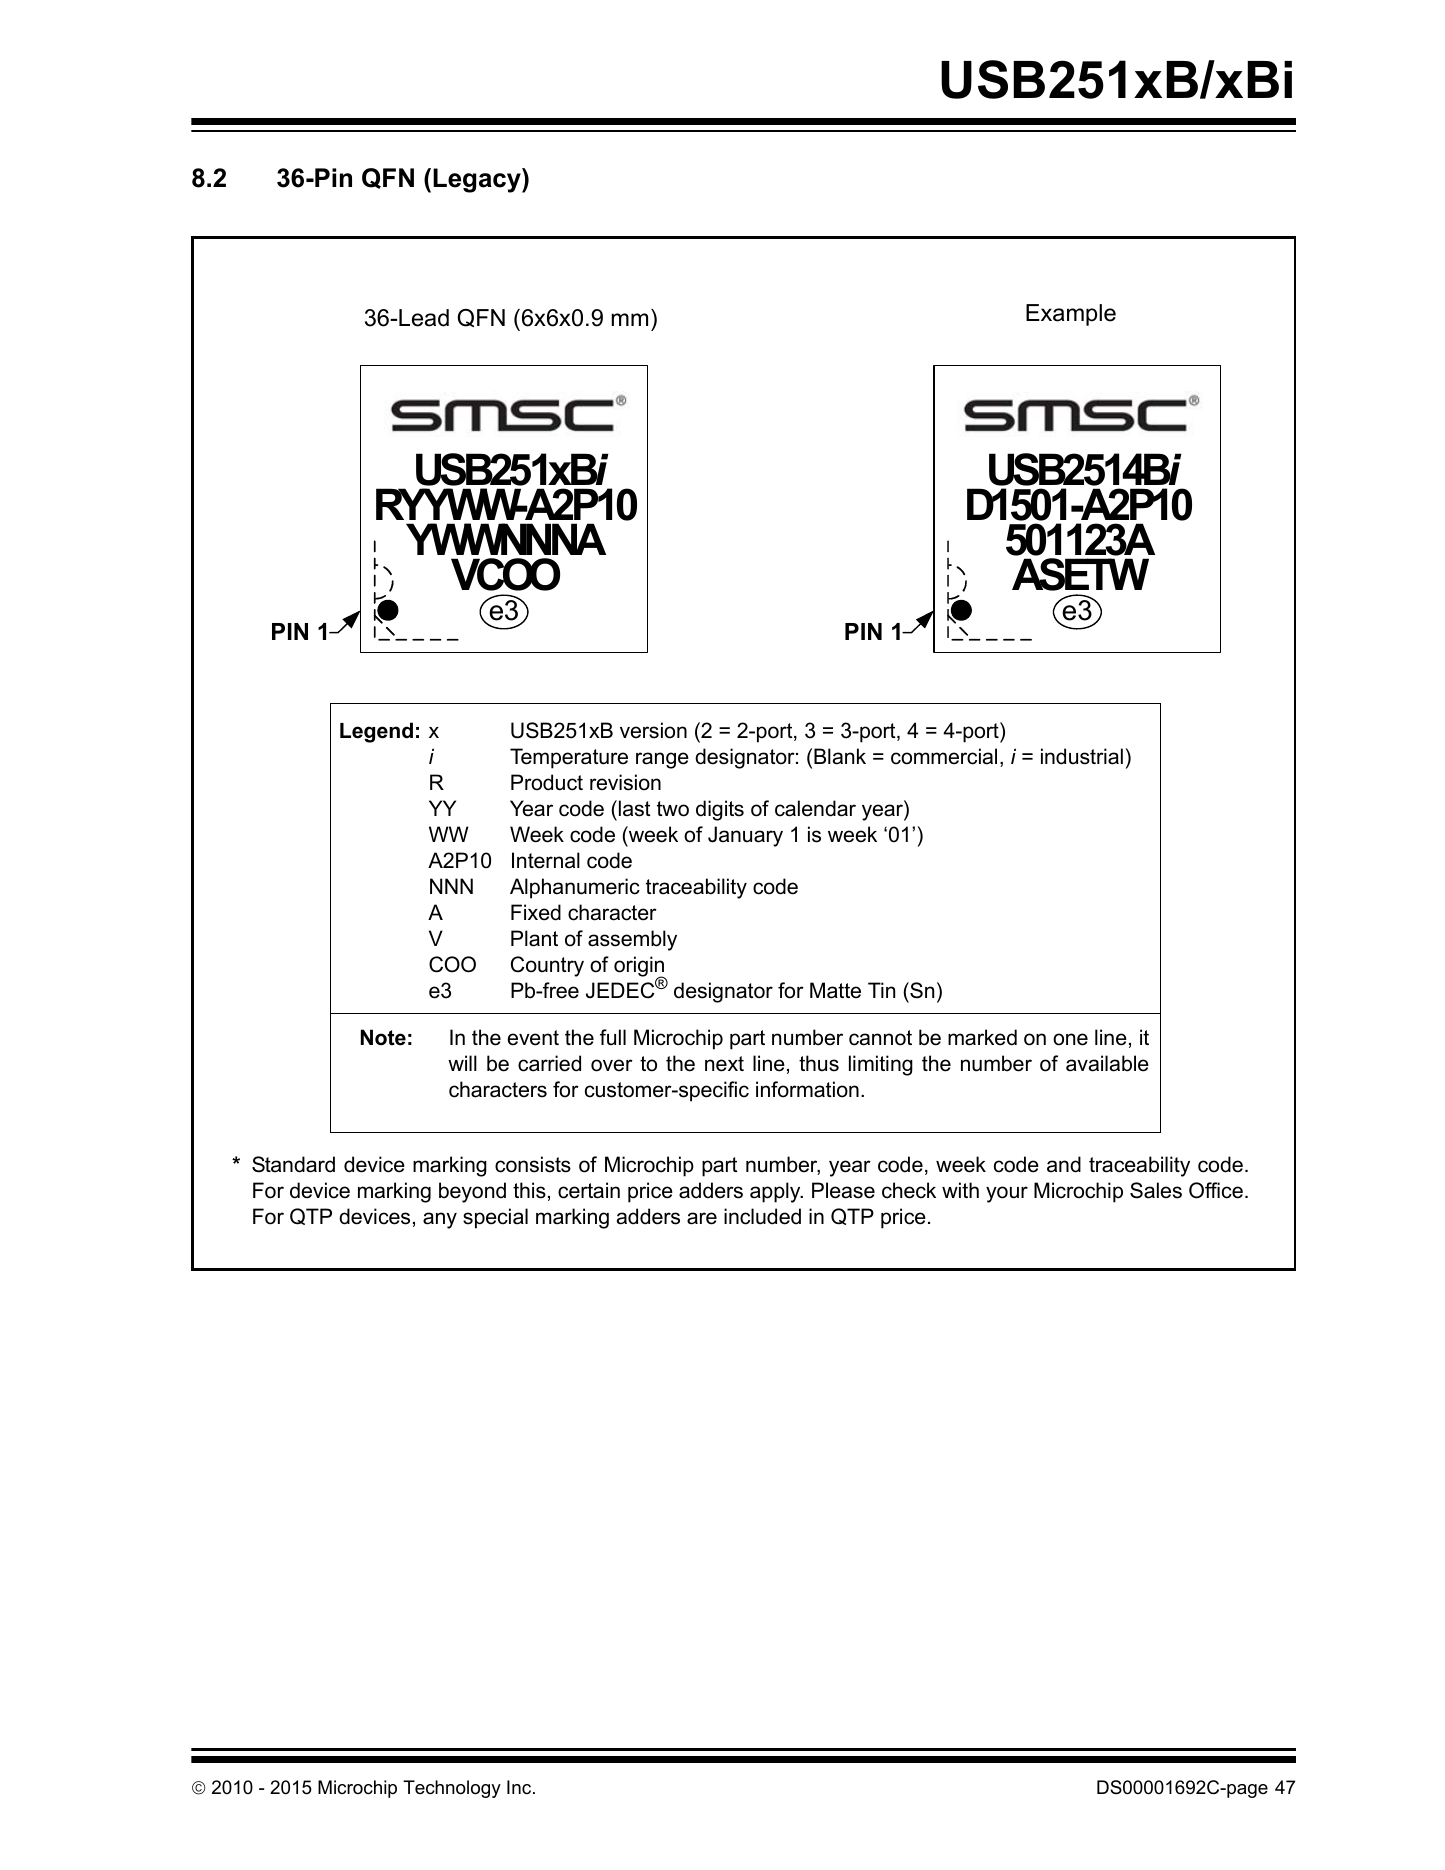 USB251xB/xBi
8.2 36-Pin QFN (Legacy)
36-Lead QFN (6x6x0.9 mm)
Example
smsc®
USB251xBi
RYYWW-A2P10
YWWNNNA
VCOO
e3
PIN 1
smsc®
USB2514Bi
D1501-A2P10
501123A
ASETW
e3
PIN 1
Legend: x USB251xB version (2 = 2-port, 3 = 3-port, 4 = 4-port)
i Temperature range designator: (Blank = commercial, i = industrial)
R Product revision
YY Year code (last two digits of calendar year)
WW Week code (week of January 1 is week ‘01’)
A2P10 Internal code
NNN Alphanumeric traceability code
A Fixed character
V Plant of assembly
COO Country of origin
e3 Pb-free JEDEC® designator for Matte Tin (Sn)
Note: In the event the full Microchip part number cannot be marked on one line, it
will be carried over to the next line, thus limiting the number of available
characters for customer-specific information.
* Standard device marking consists of Microchip part number, year code, week code and traceability code.
For device marking beyond this, certain price adders apply. Please check with your Microchip Sales Office.
For QTP devices, any special marking adders are included in QTP price.
© 2010 - 2015 Microchip Technology Inc.
DS00001692C-page 47